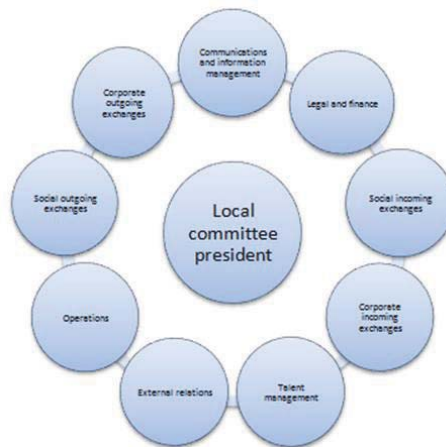 Communications
and information
management
Legal and finance
Social incoming
exchanges
Corporate
incoming
exchanges
Talent
management
External relations
Operations
Social outgoing
exchanges
Corporate
outgoing
exchanges
Local
committee
president